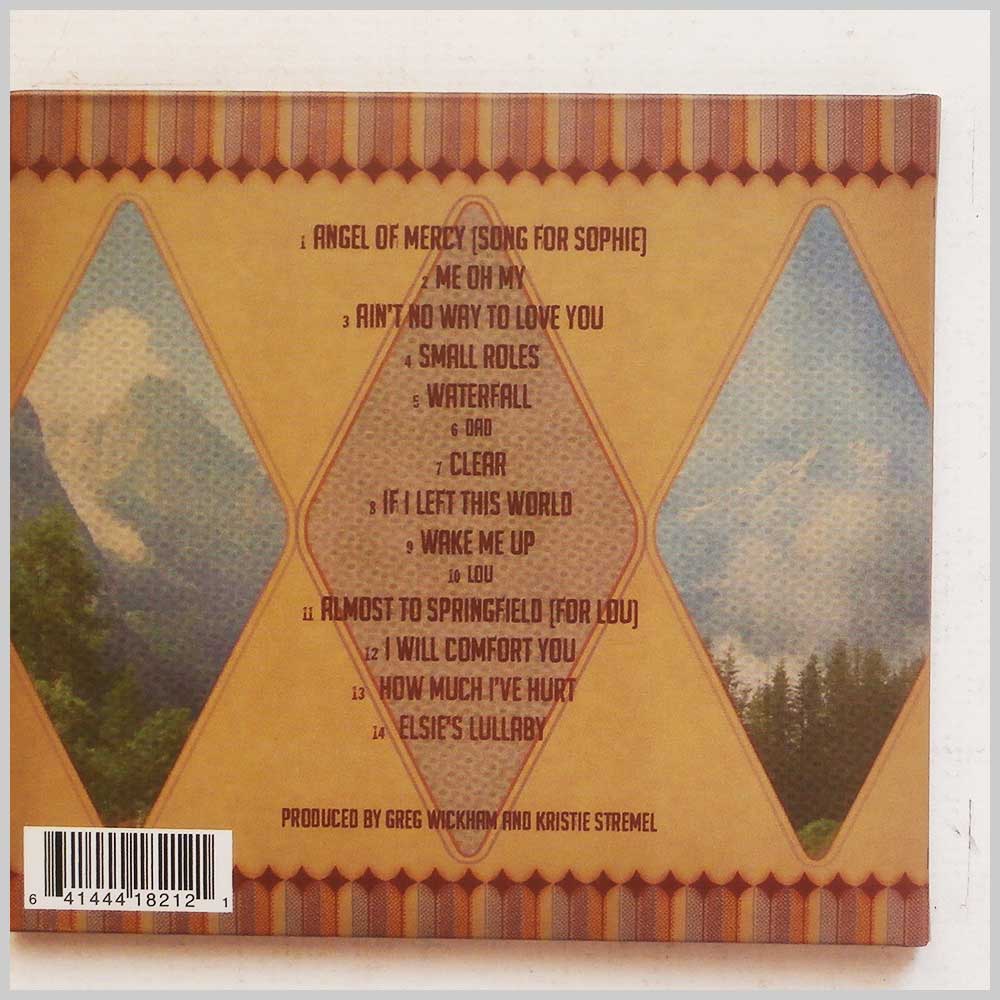 1 ANGEL OF MERCY (SONG FOR SOPHIE)
2 ME OH MY
3 AIN'T NO WAY TO LOVE YOU
4 SMALL ROLES
5 WATERFALL
6 DAD
7 CLEAR
8 IF I LEFT THIS WORLD
9 WAKE ME UP
10 LOU
11 ALMOST TO SPRINGFIELD (FOR LOU)
12 I WILL COMFORT YOU
13 HOW MUCH I'VE HURT
14 ELSIE'S LULLABY
PRODUCED BY GREG WICKHAM AND KRISTIE STREMEL
6 41444 18212 1